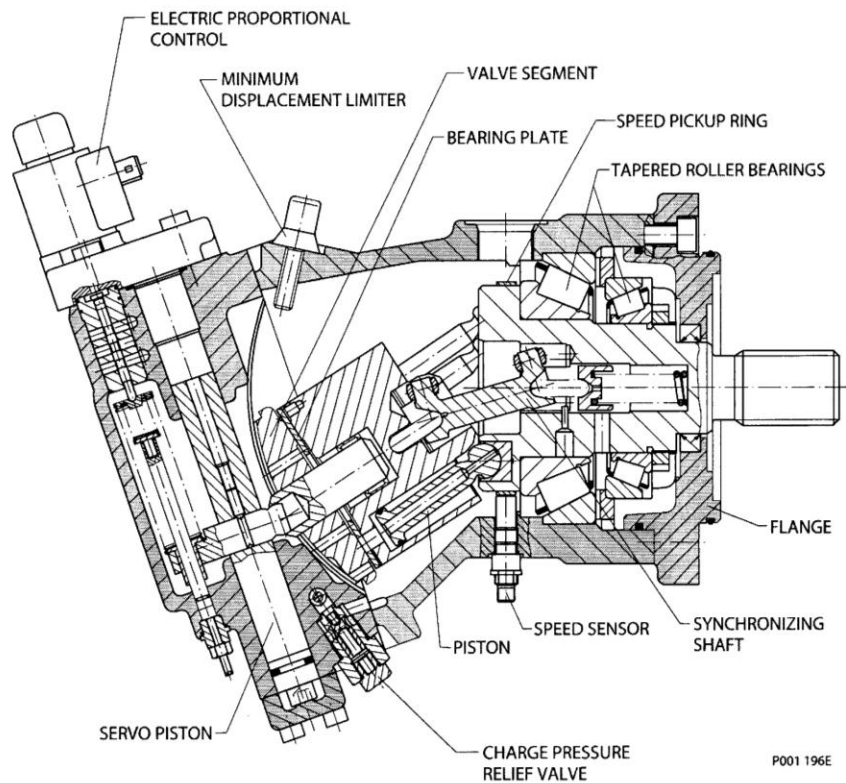 ELECTRIC PROPORTIONAL
CONTROL
MINIMUM
DISPLACEMENT LIMITER
VALVE SEGMENT
BEARING PLATE
SPEED PICKUP RING
TAPERED ROLLER BEARINGS
FLANGE
SYNCHRONIZING
SHAFT
SPEED SENSOR
PISTON
SERVO PISTON
CHARGE PRESSURE
RELIEF VALVE
P001 196E